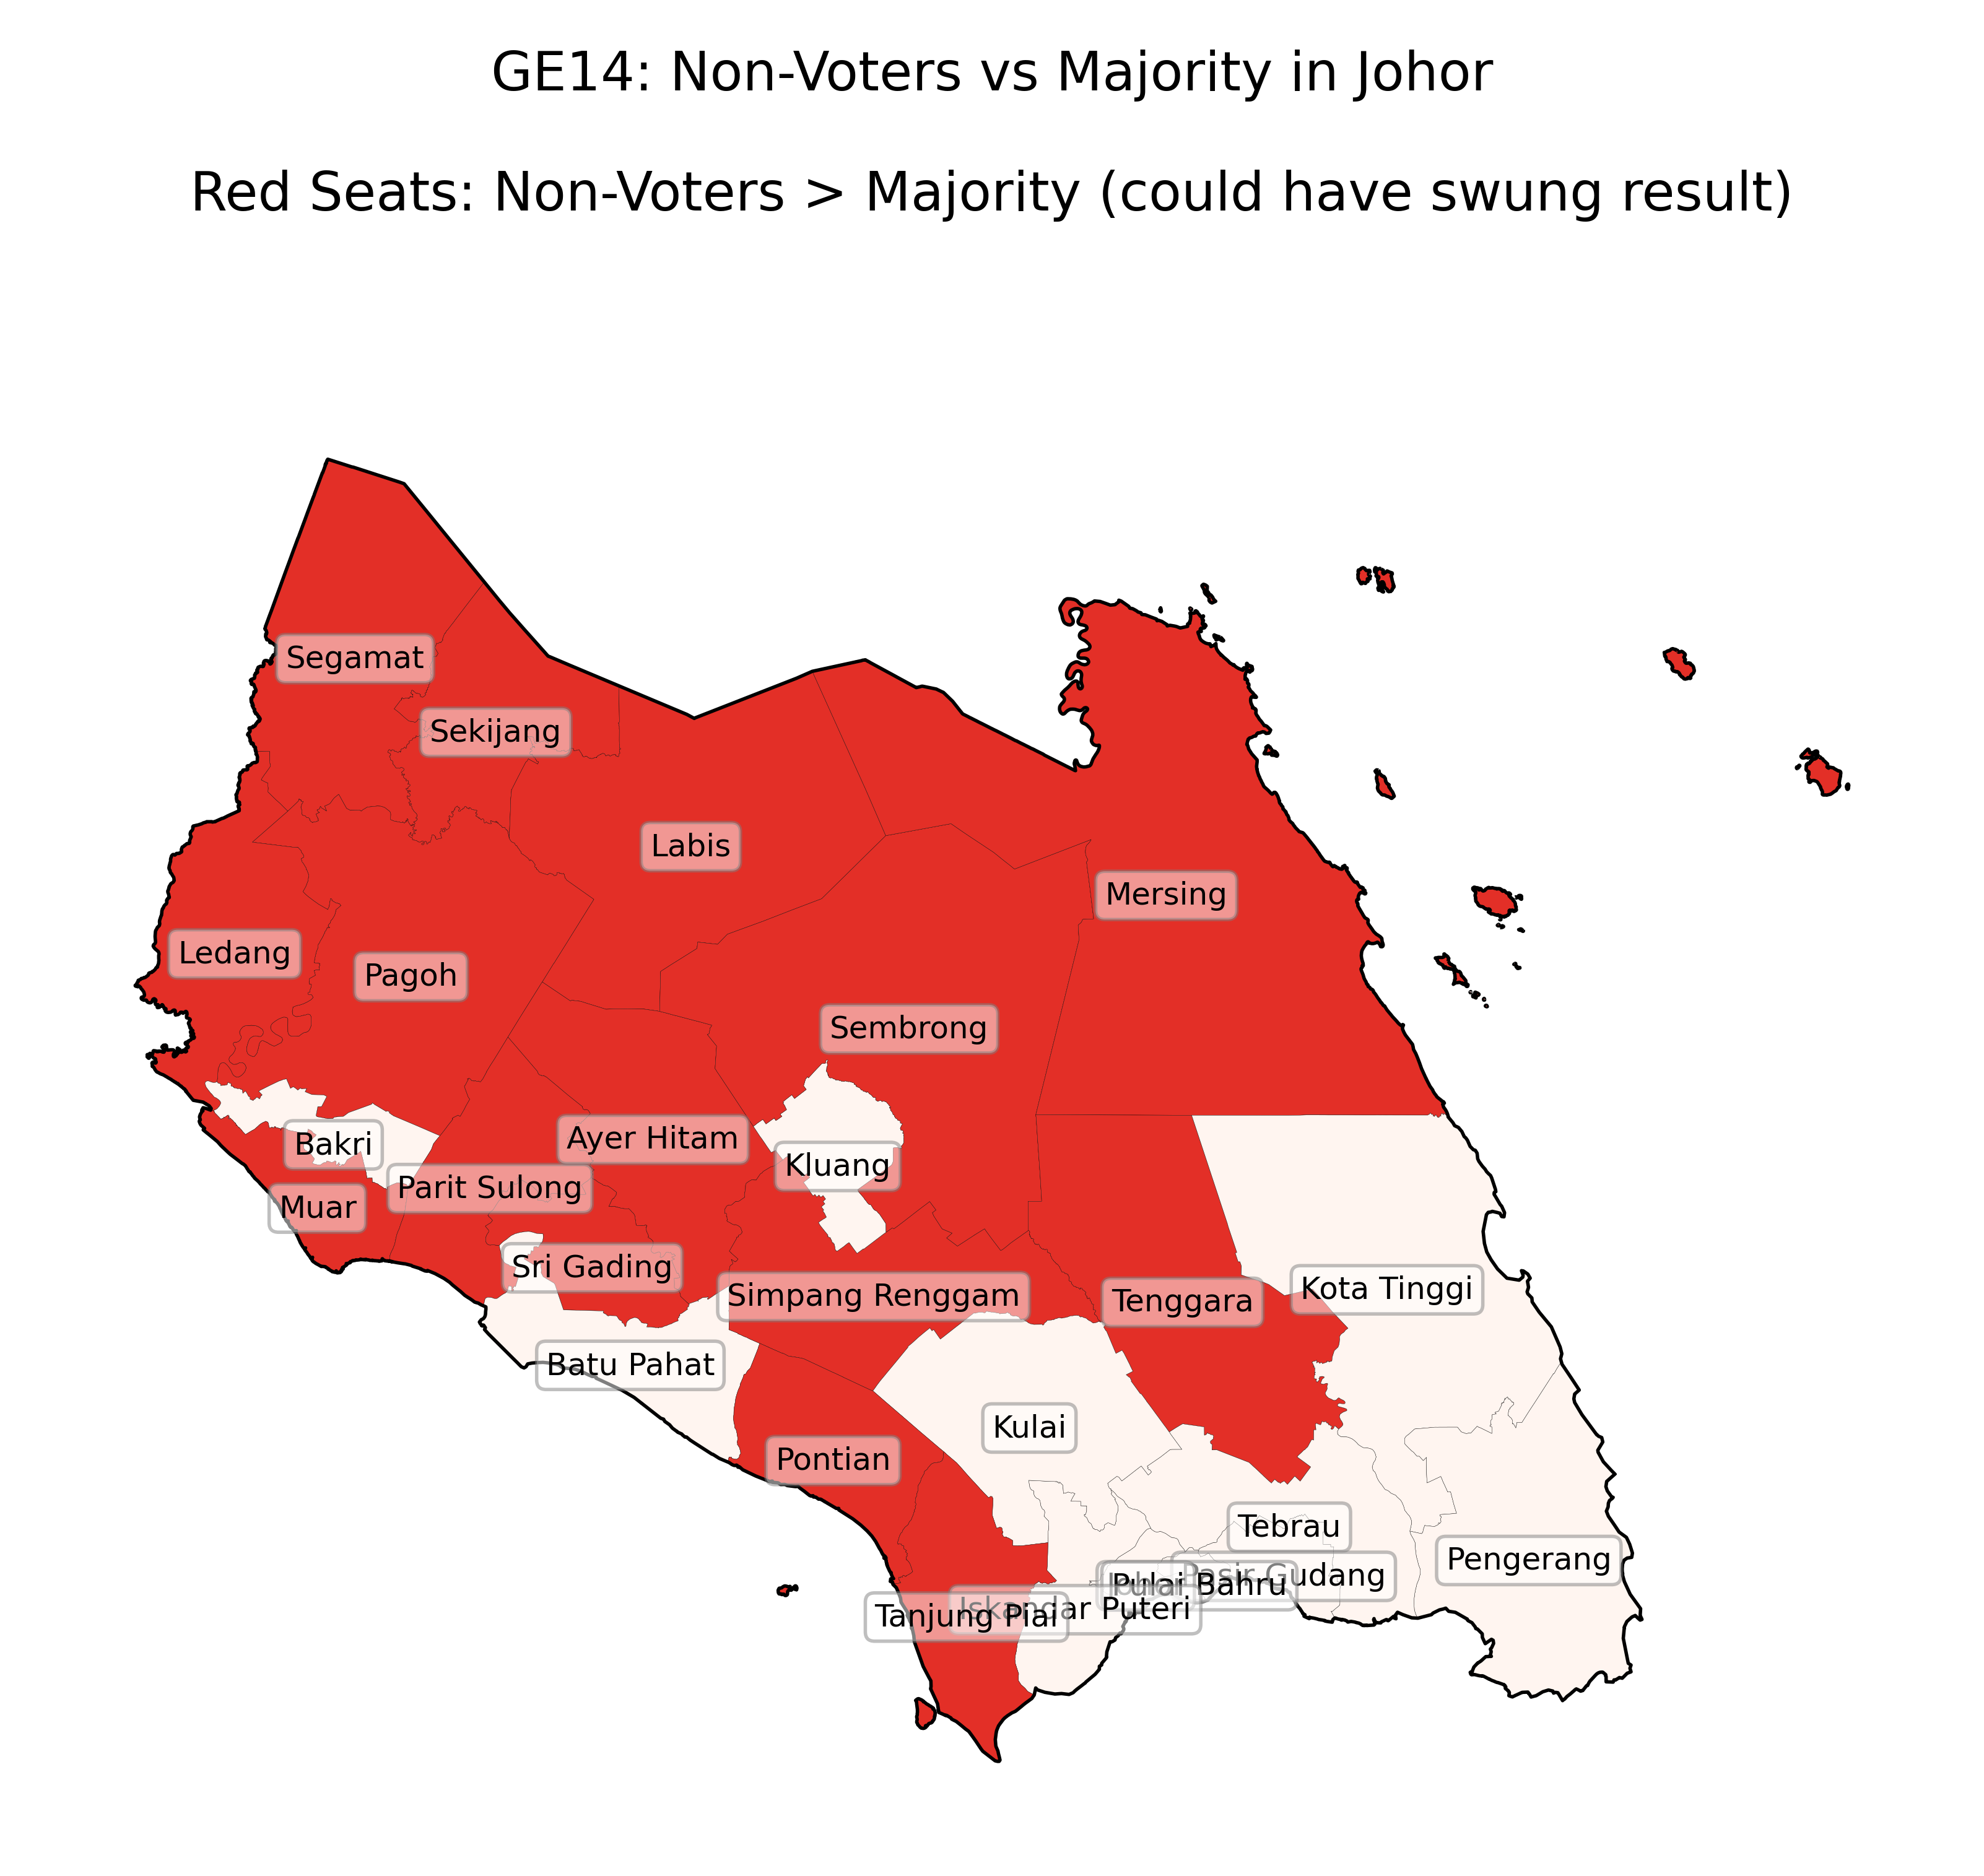 GE14: Non-Voters vs Majority in Johor
Red Seats: Non-Voters > Majority (could have swung result)
Segamat
Sekijang
Labis
Mersing
Ledang
Pagoh
Sembrong
Ayer Hitam
Bakri
Kluang
Parit Sulong
Muar
Sri Gading
Kota Tinggi
Simpang Renggam
Tenggara
Batu Pahat
Kulai
Pontian
Tebrau
Pengerang
Pasir Gudang
Pulai
Bahru
Iskandar Puteri
Tanjung Piai